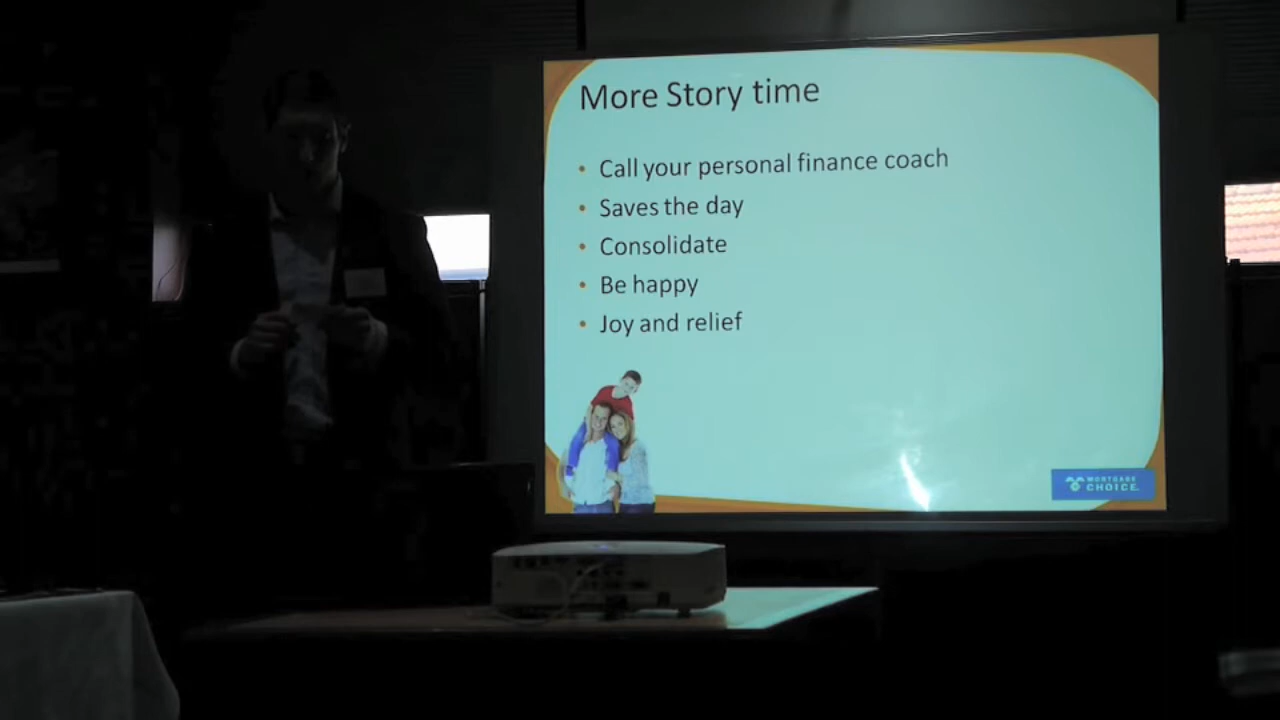 More Story time
• Call your personal finance coach
• Saves the day
• Consolidate
• Be happy
• Joy and relief
MORTGAGE
CHOICE